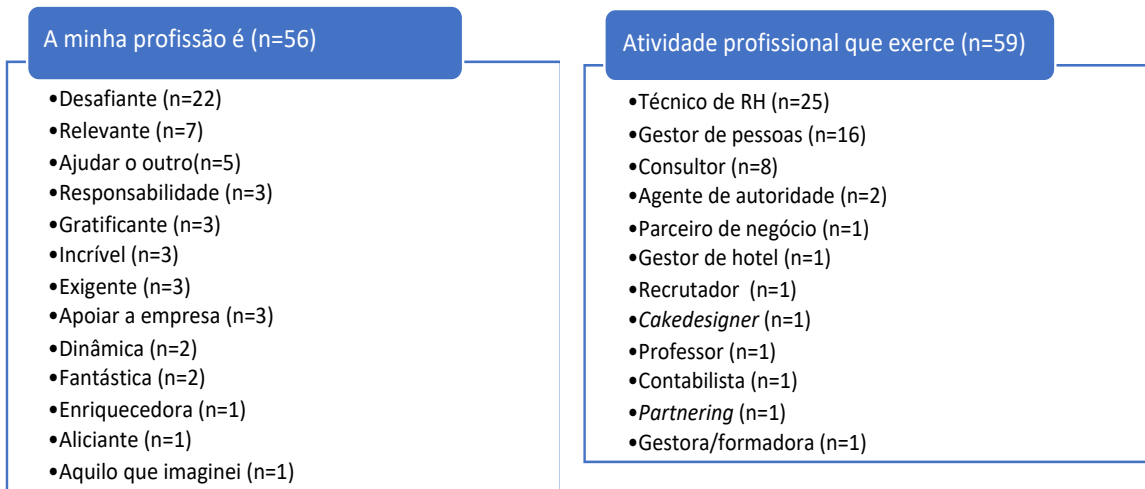 A minha profissão é (n=56)
•Desafiante (n=22)
•Relevante (n=7)
•Ajudar o outro(n=5)
•Responsabilidade (n=3)
•Gratificante (n=3)
•Incrível (n=3)
•Exigente (n=3)
•Apoiar a empresa (n=3)
•Dinâmica (n=2)
•Fantástica (n=2)
•Enriquecedora (n=1)
•Aliciante (n=1)
•Aquilo que imaginei (n=1)
Atividade profissional que exerce (n=59)
•Técnico de RH (n=25)
•Gestor de pessoas (n=16)
•Consultor (n=8)
•Agente de autoridade (n=2)
•Parceiro de negócio (n=1)
•Gestor de hotel (n=1)
•Recrutador (n=1)
•Cakedesigner (n=1)
•Professor (n=1)
•Contabilista (n=1)
•Partnering (n=1)
•Gestora/formadora (n=1)